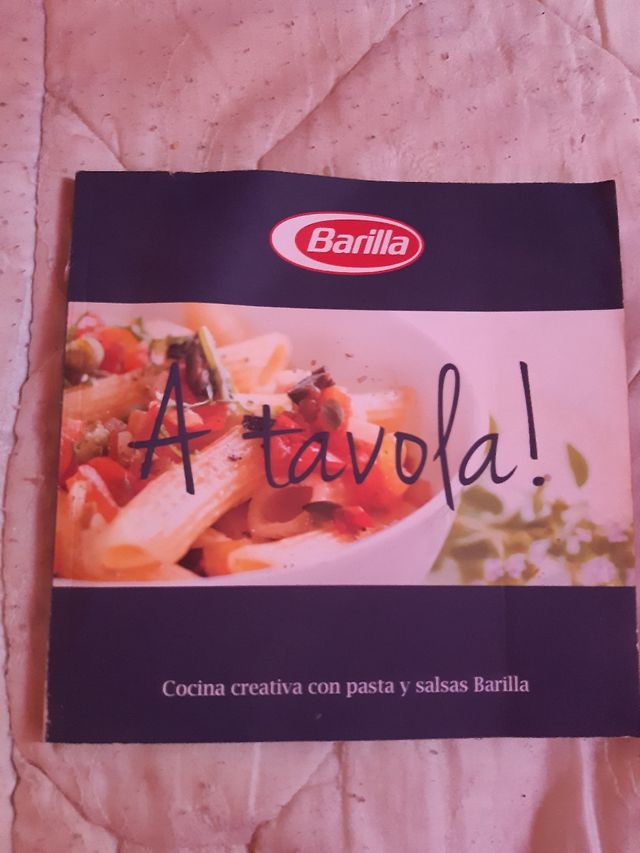 Barilla
A tavola!
Cocina creativa con pasta y salsas Barilla